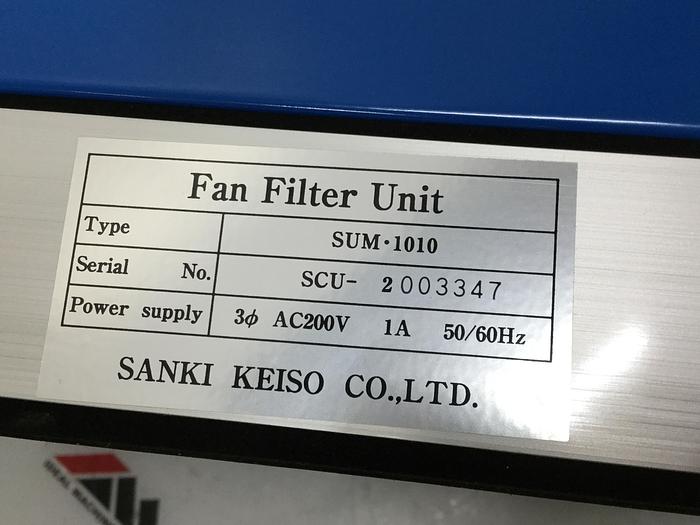 Fan Filter Unit
Type SUM·1010
Serial No. SCU- 2003347
Power supply 3ϕ AC200V 1A 50/60Hz
SANKI KEISO CO.,LTD.